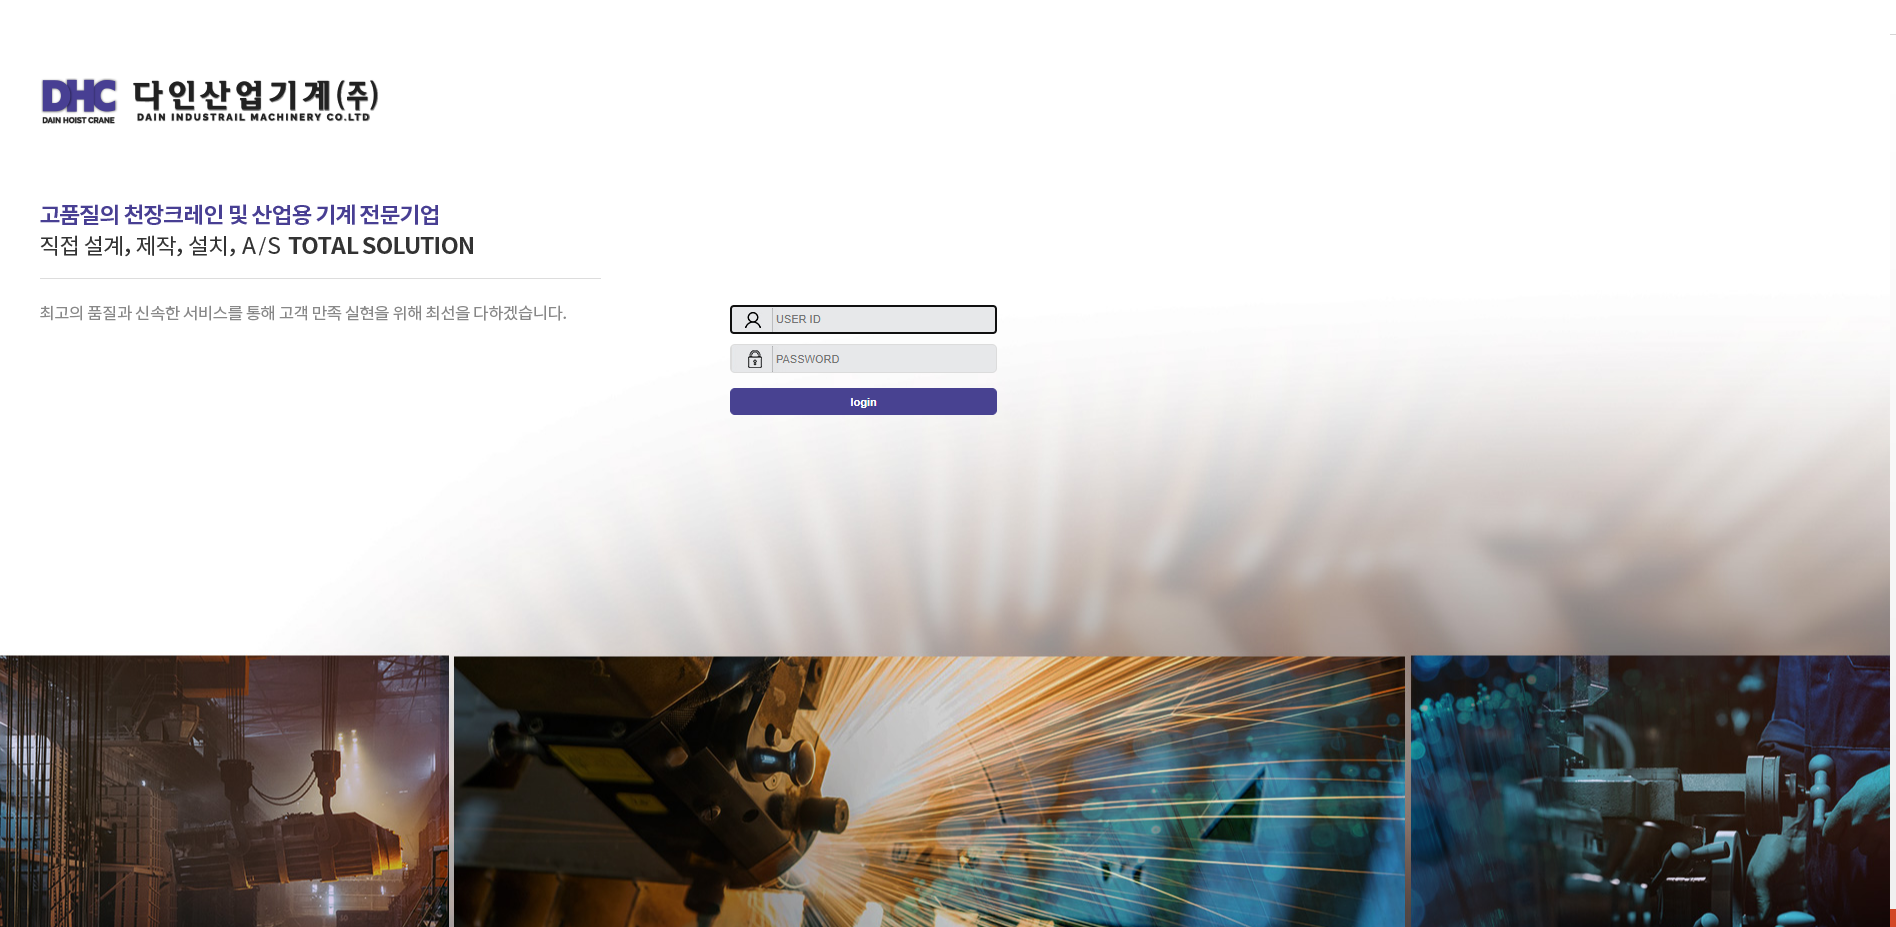 DHC
DAIN HOIST CRANE
다인산업기계(주)
DAIN INDUSTRAIL MACHINERY CO.LTD
고품질의 천장크레인 및 산업용 기계 전문기업
직접 설계, 제작, 설치, A/S TOTAL SOLUTION
최고의 품질과 신속한 서비스를 통해 고객 만족 실현을 위해 최선을 다하겠습니다.
USER ID
PASSWORD
login